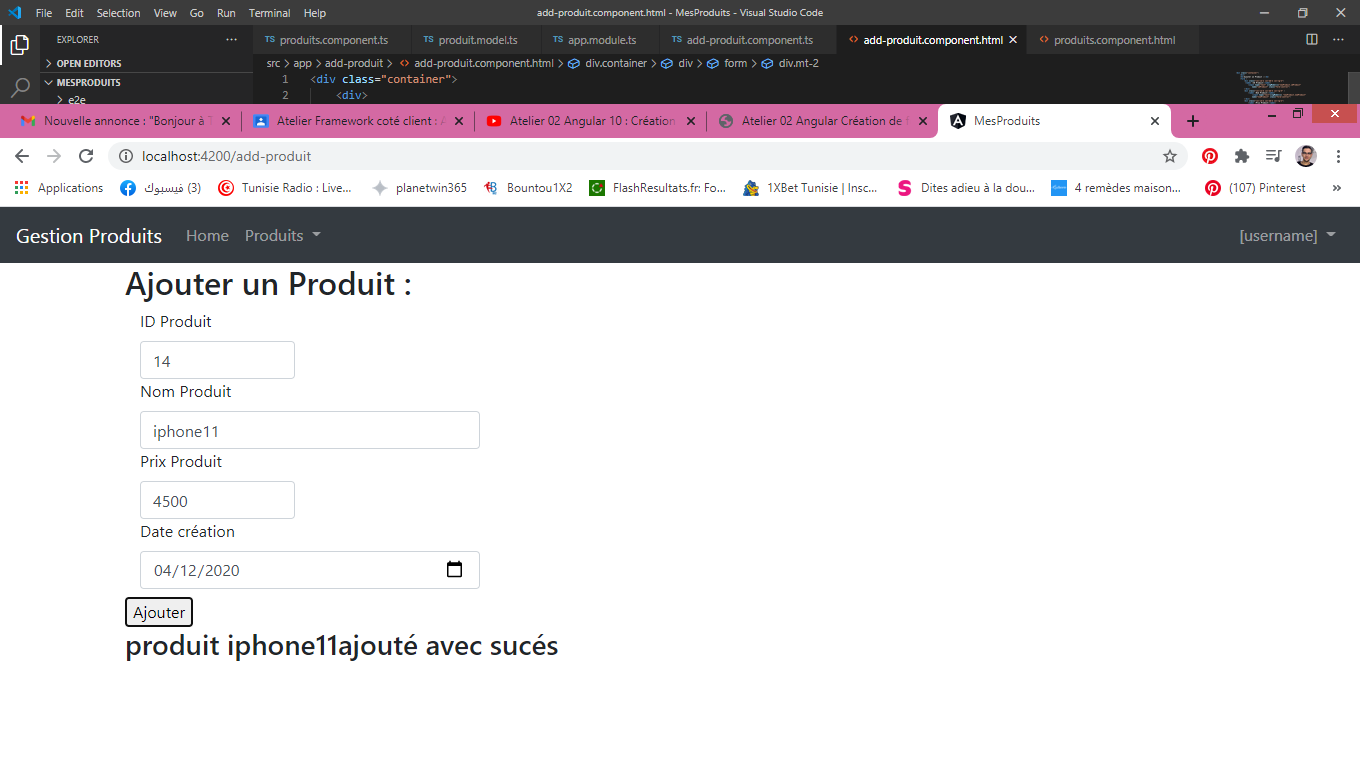 File Edit Selection View Go Run Terminal Help add-produit.component.html - MesProduits - Visual Studio Code
EXPLORER ··· TS produits.component.ts TS produit.model.ts TS app.module.ts TS add-produit.component.ts <> add-produit.component.html <> produits.component.html ···
OPEN EDITORS src > app > add-produit > <> add-produit.component.html > div.container > div > form > div.mt-2
MESPRODUITS 1 <div class="container">
e2e 2 <div>
Nouvelle annonce : "Bonjour à T Atelier Framework coté client : A Atelier 02 Angular 10 : Création Atelier 02 Angular Création de f MesProduits
localhost:4200/add-produit
Applications (3) فيسبوك Tunisie Radio : Live... planetwin365 Bountou1X2 FlashResultats.fr: Fo... 1XBet Tunisie | Insc... Dites adieu à la dou... 4 remèdes maison... (107) Pinterest »
Gestion Produits Home Produits [username]
Ajouter un Produit :
ID Produit
14
Nom Produit
iphone11
Prix Produit
4500
Date création
04/12/2020
Ajouter
produit iphone11ajouté avec sucés